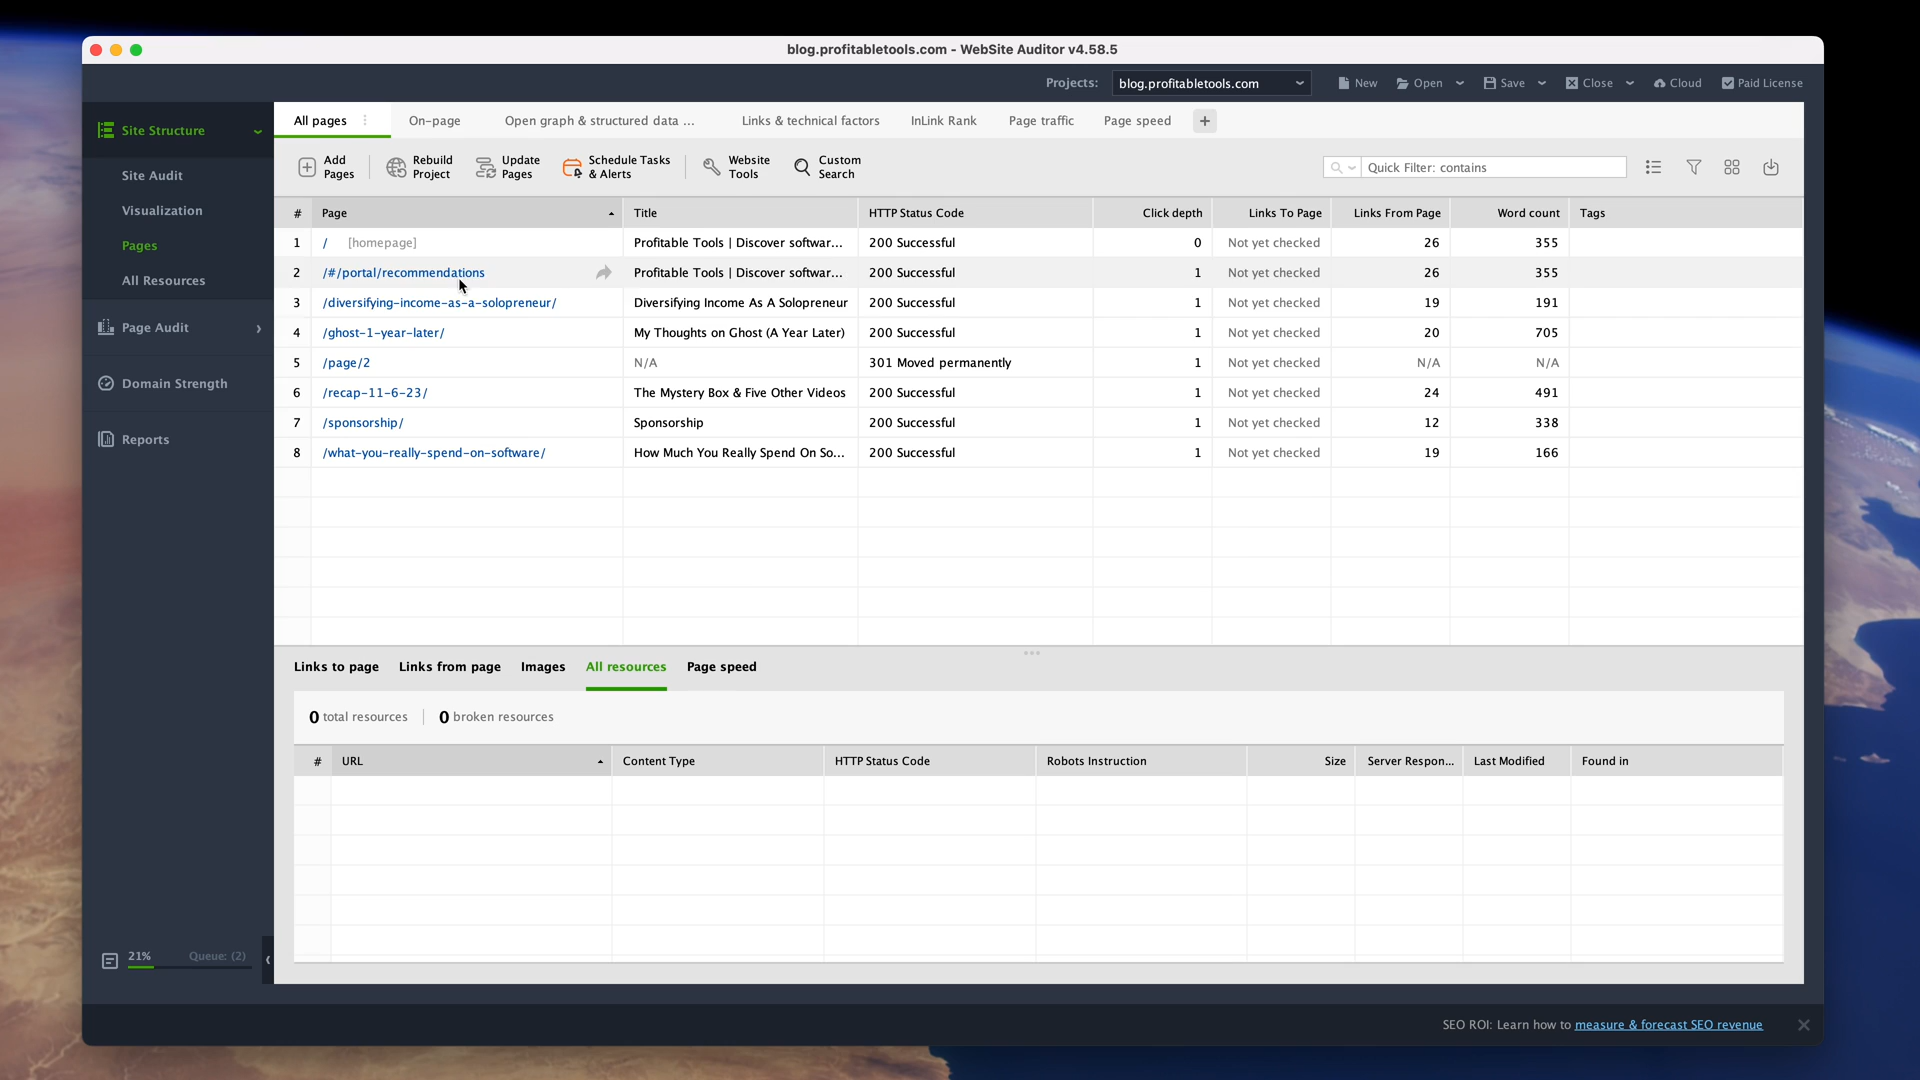 blog.profitabletools.com - WebSite Auditor v4.58.5
Projects: blog.profitabletools.com New Open Save Close Cloud Paid License
Site Structure
Site Audit
Visualization
Pages
All Resources
Page Audit
Domain Strength
Reports
21% Queue: (2)
All pages On-page Open graph & structured data ... Links & technical factors InLink Rank Page traffic Page speed +
Add Pages
Rebuild Project
Update Pages
Schedule Tasks & Alerts
Website Tools
Custom Search
Quick Filter: contains
# Page Title HTTP Status Code Click depth Links To Page Links From Page Word count Tags
1 / [homepage] Profitable Tools | Discover softwar... 200 Successful 0 Not yet checked 26 355
2 /#/portal/recommendations Profitable Tools | Discover softwar... 200 Successful 1 Not yet checked 26 355
3 /diversifying-income-as-a-solopreneur/ Diversifying Income As A Solopreneur 200 Successful 1 Not yet checked 19 191
4 /ghost-1-year-later/ My Thoughts on Ghost (A Year Later) 200 Successful 1 Not yet checked 20 705
5 /page/2 N/A 301 Moved permanently 1 Not yet checked N/A N/A
6 /recap-11-6-23/ The Mystery Box & Five Other Videos 200 Successful 1 Not yet checked 24 491
7 /sponsorship/ Sponsorship 200 Successful 1 Not yet checked 12 338
8 /what-you-really-spend-on-software/ How Much You Really Spend On So... 200 Successful 1 Not yet checked 19 166
Links to page Links from page Images All resources Page speed
0 total resources 0 broken resources
# URL Content Type HTTP Status Code Robots Instruction Size Server Respon... Last Modified Found in
SEO ROI: Learn how to measure & forecast SEO revenue